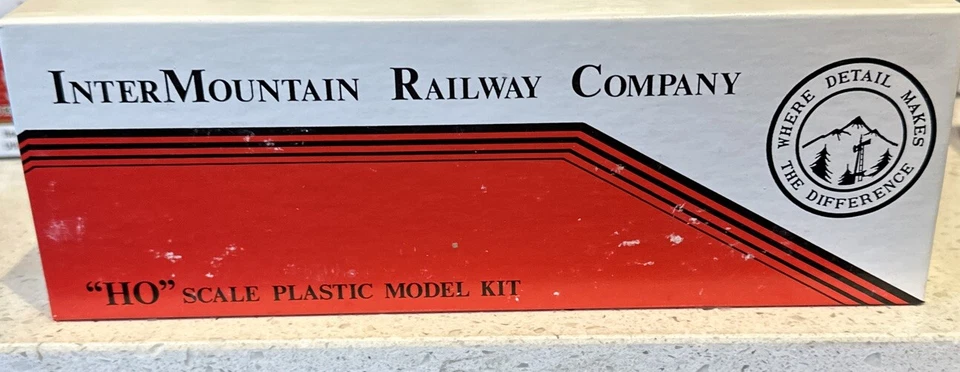 INTERMOUNTAIN RAILWAY COMPANY
WHERE DETAIL MAKES
THE DIFFERENCE
“HO” SCALE PLASTIC MODEL KIT